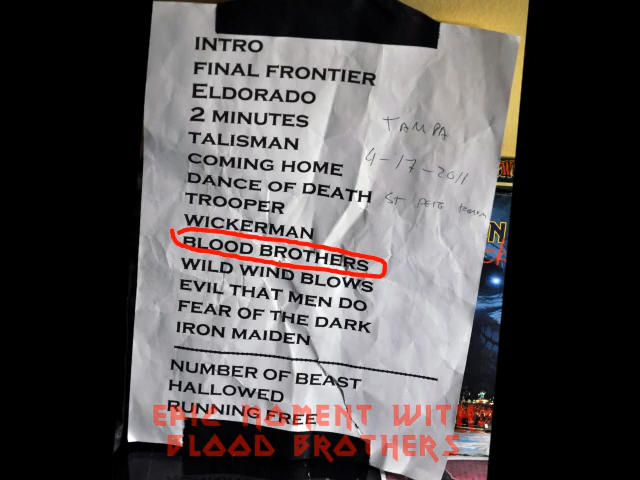 INTRO
FINAL FRONTIER
ELDORADO
2 MINUTES
TALISMAN
COMING HOME
DANCE OF DEATH
TROOPER
WICKERMAN
BLOOD BROTHERS
WILD WIND BLOWS
EVIL THAT MEN DO
FEAR OF THE DARK
IRON MAIDEN
NUMBER OF BEAST
HALLOWED
RUNNING FREE
TAMPA
4-17-2011
ST PETE
EPIC MOMENT WITH
BLOOD BROTHERS